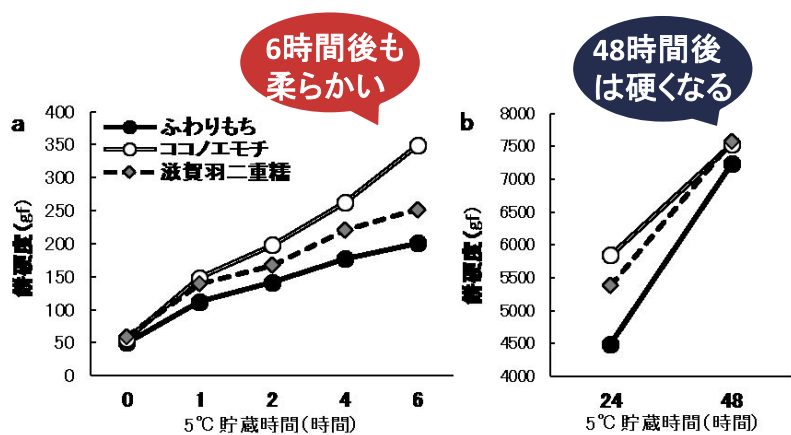 6時間後も
柔らかい
48時間後
は硬くなる
a
ふわりもち
ココノエモチ
滋賀羽二重糯
餅硬度(gf)
400
350
300
250
200
150
100
50
0
0 1 2 4 6
5℃ 貯蔵時間(時間)
b
餅硬度(gf)
8000
7500
7000
6500
6000
5500
5000
4500
4000
24 48
5℃ 貯蔵時間(時間)